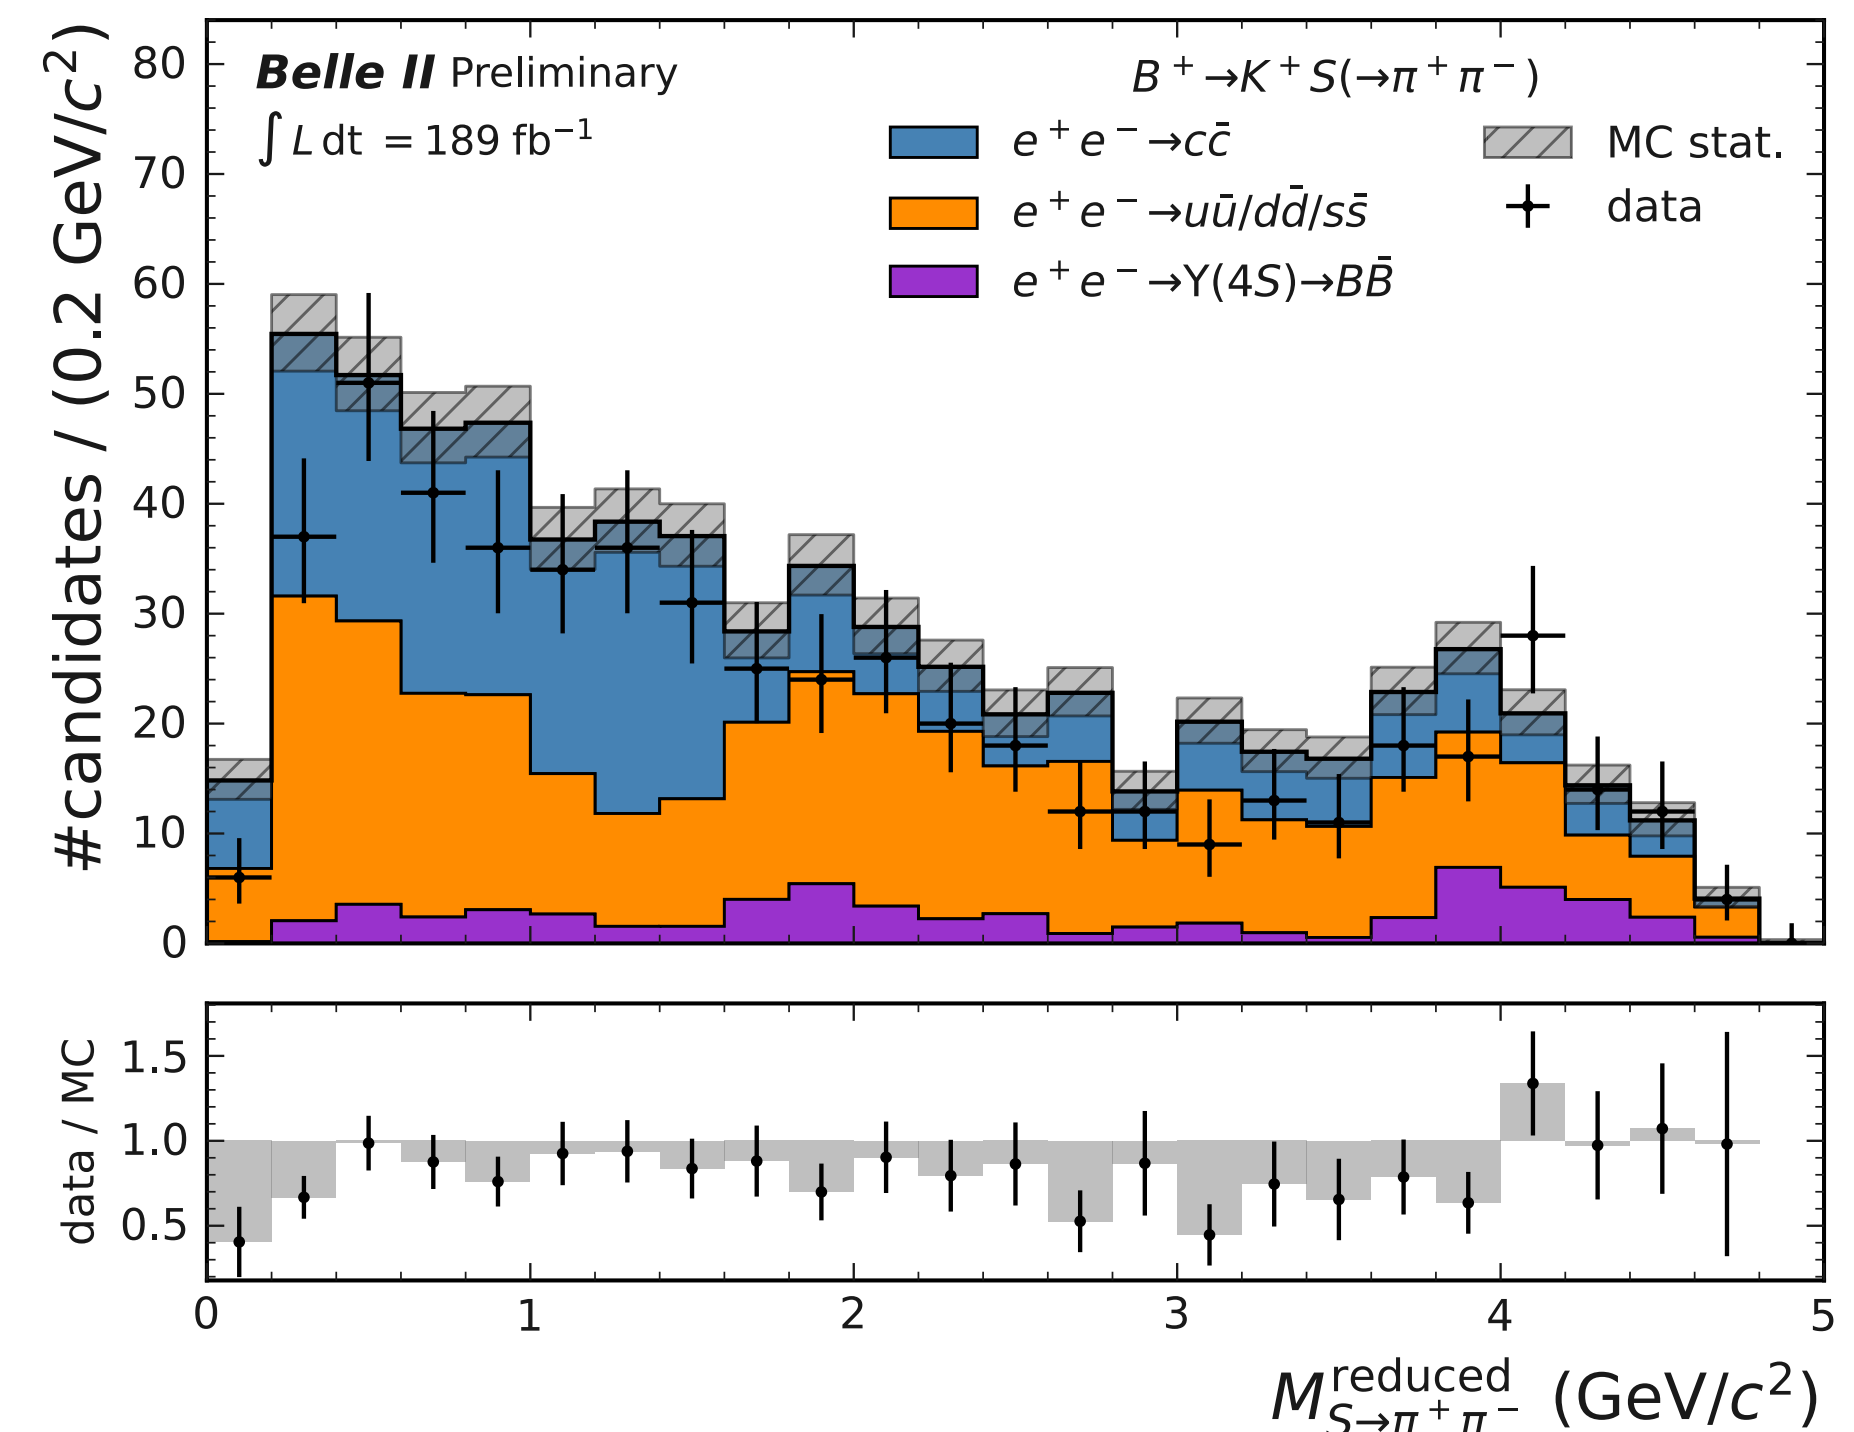 #candidates / (0.2 GeV/c²)
80
70
60
50
40
30
20
10
0
Belle II Preliminary
∫ L dt = 189 fb⁻¹
B⁺→K⁺S(→π⁺π⁻)
e⁺e⁻→cc̄
e⁺e⁻→uū/dd̄/ss̄
e⁺e⁻→Υ(4S)→BB̄
MC stat.
data
data / MC
1.5
1.0
0.5
0 1 2 3 4 5
M^reduced_S→π⁺π⁻ (GeV/c²)